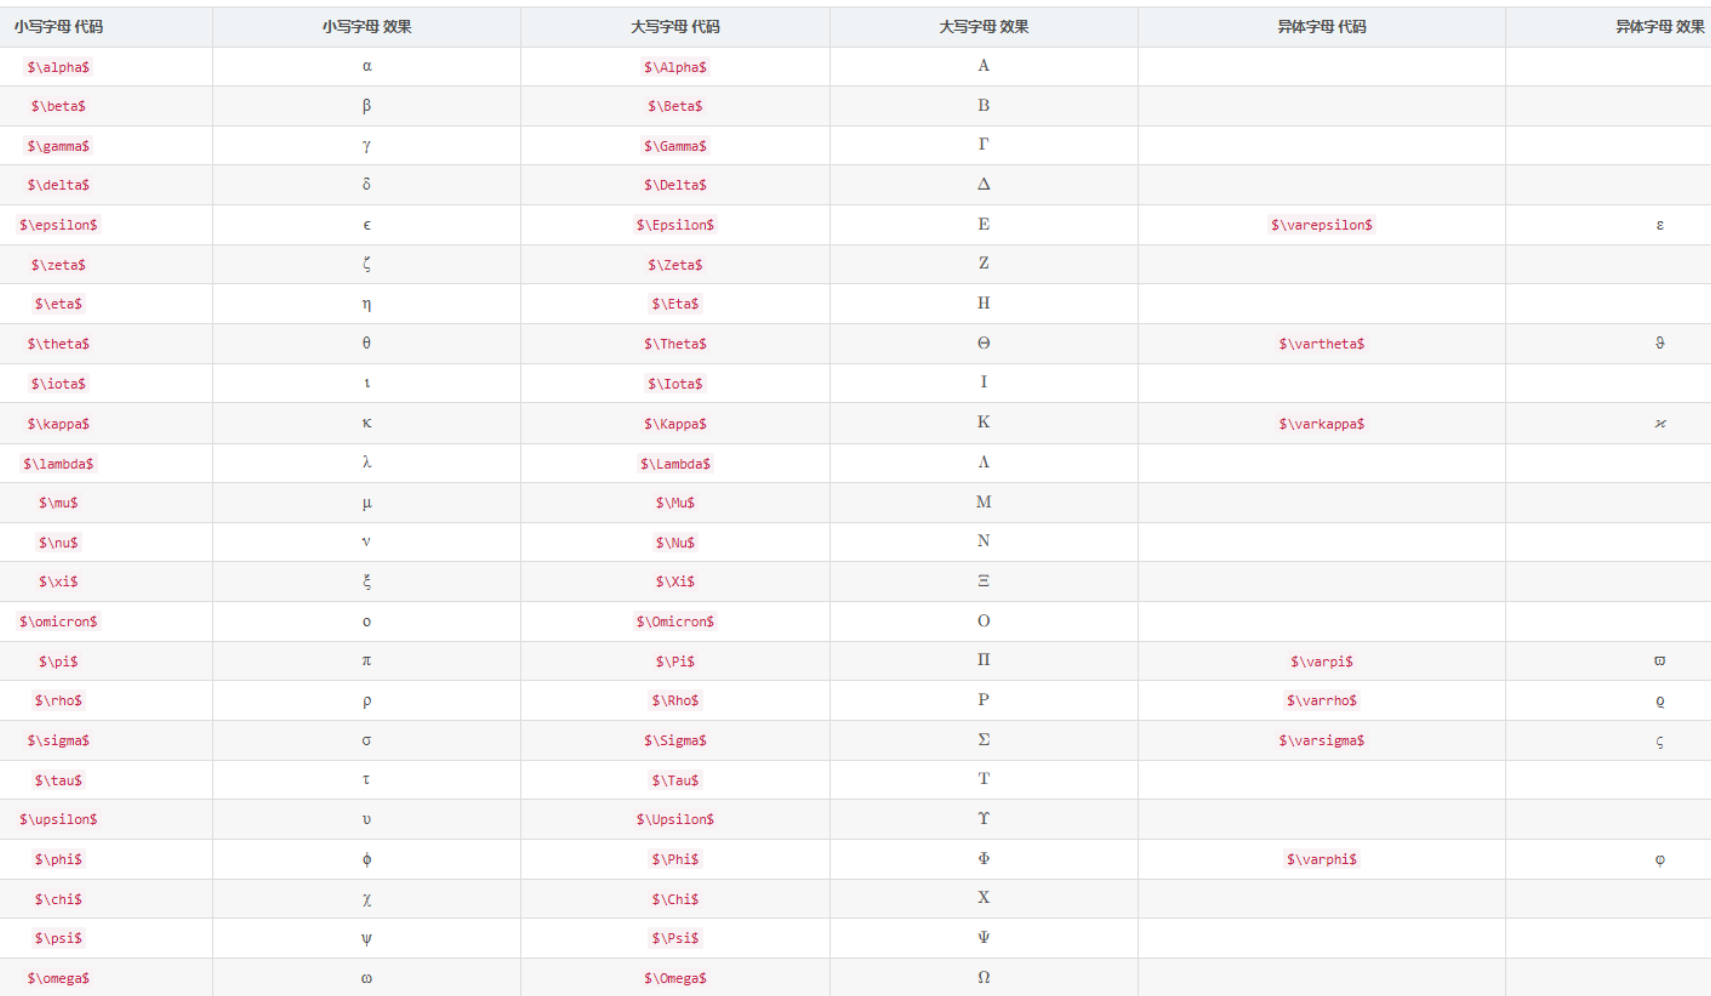 小写字母 代码 小写字母 效果 大写字母 代码 大写字母 效果 异体字母 代码 异体字母 效果
$\alpha$ α $\Alpha$ Α
$\beta$ β $\Beta$ Β
$\gamma$ γ $\Gamma$ Γ
$\delta$ δ $\Delta$ Δ
$\epsilon$ ϵ $\Epsilon$ Ε $\varepsilon$ ε
$\zeta$ ζ $\Zeta$ Ζ
$\eta$ η $\Eta$ Η
$\theta$ θ $\Theta$ Θ $\vartheta$ ϑ
$\iota$ ι $\Iota$ Ι
$\kappa$ κ $\Kappa$ Κ $\varkappa$ ϰ
$\lambda$ λ $\Lambda$ Λ
$\mu$ μ $\Mu$ Μ
$\nu$ ν $\Nu$ Ν
$\xi$ ξ $\Xi$ Ξ
$\omicron$ ο $\Omicron$ Ο
$\pi$ π $\Pi$ Π $\varpi$ ϖ
$\rho$ ρ $\Rho$ Ρ $\varrho$ ϱ
$\sigma$ σ $\Sigma$ Σ $\varsigma$ ς
$\tau$ τ $\Tau$ Τ
$\upsilon$ υ $\Upsilon$ ϒ
$\phi$ ϕ $\Phi$ Φ $\varphi$ φ
$\chi$ χ $\Chi$ Χ
$\psi$ ψ $\Psi$ Ψ
$\omega$ ω $\Omega$ Ω